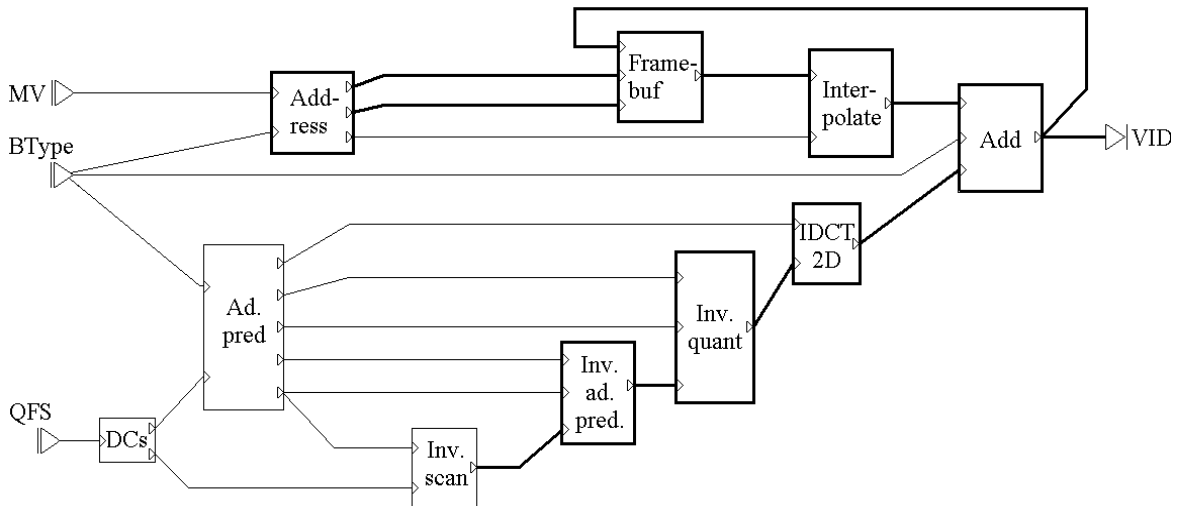 MV
BType
QFS
Add-
ress
Frame-
buf
Inter-
polate
Add
VID
IDCT
2D
Ad.
pred
Inv.
quant
Inv.
ad.
pred.
DCs
Inv.
scan